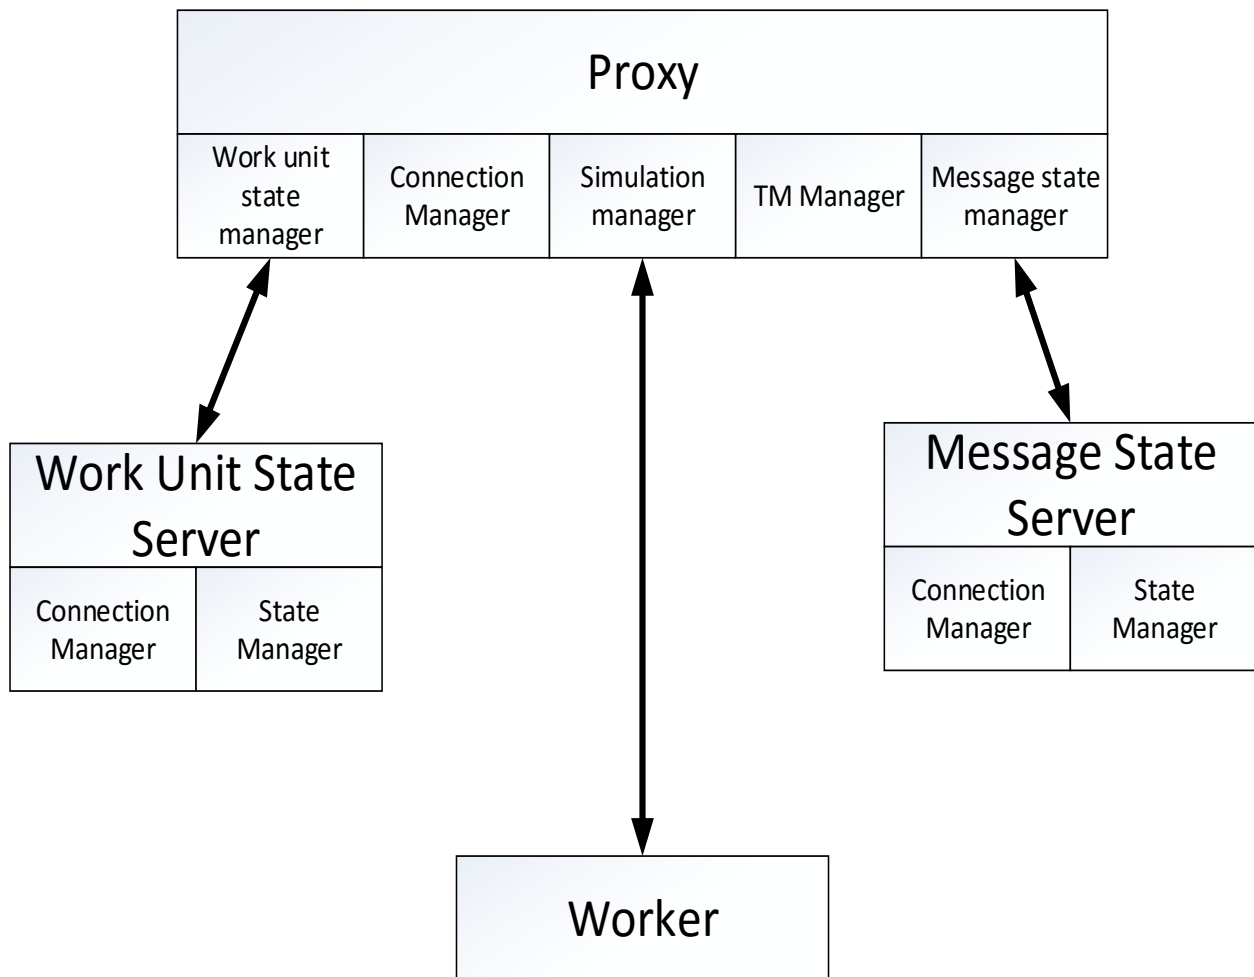 Proxy
Work unit
state
manager
Connection
Manager
Simulation
manager
TM Manager
Message state
manager
Work Unit State
Server
Connection
Manager
State
Manager
Message State
Server
Connection
Manager
State
Manager
Worker